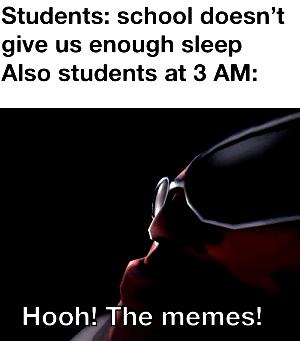 Students: school doesn’t
give us enough sleep
Also students at 3 AM:
Hooh! The memes!